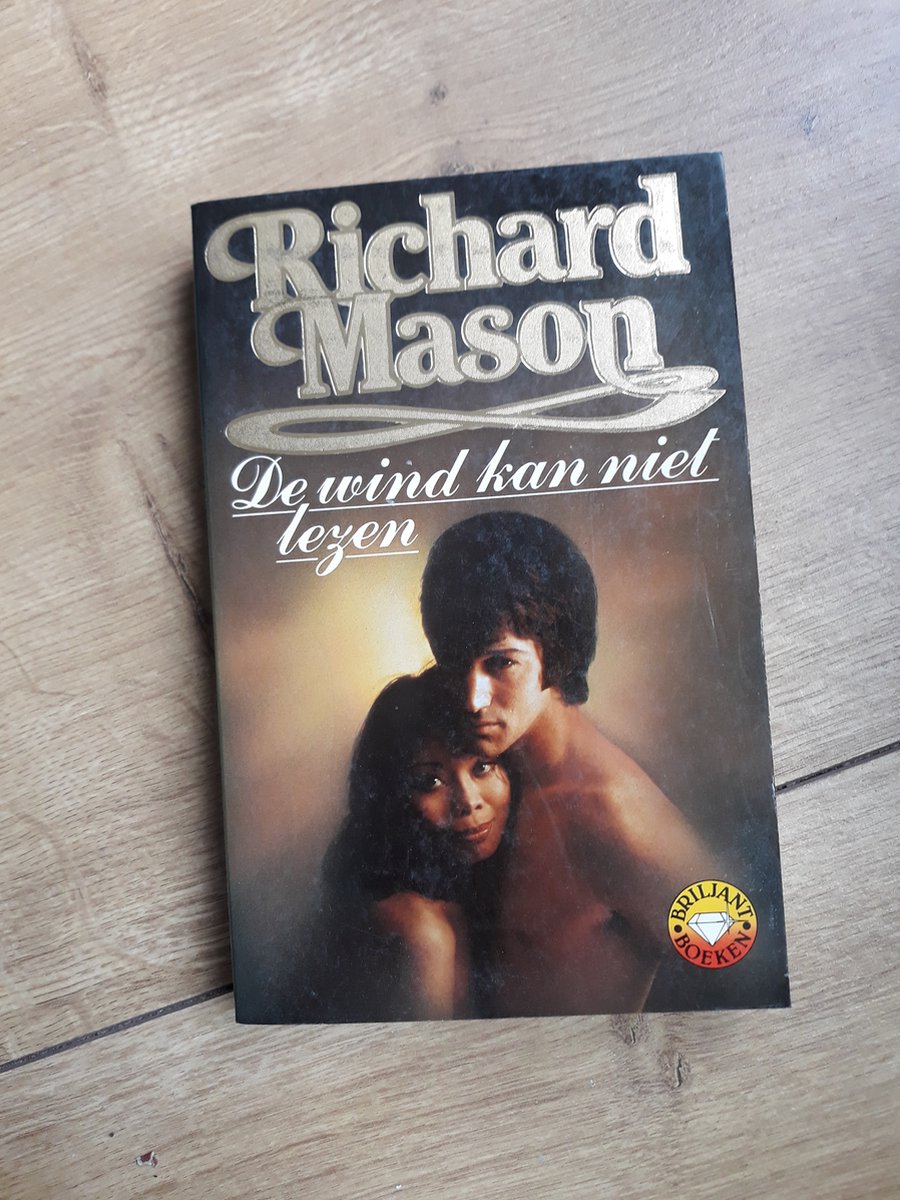 Richard
Mason
De wind kan niet
lezen
BRILJANT
BOEKEN